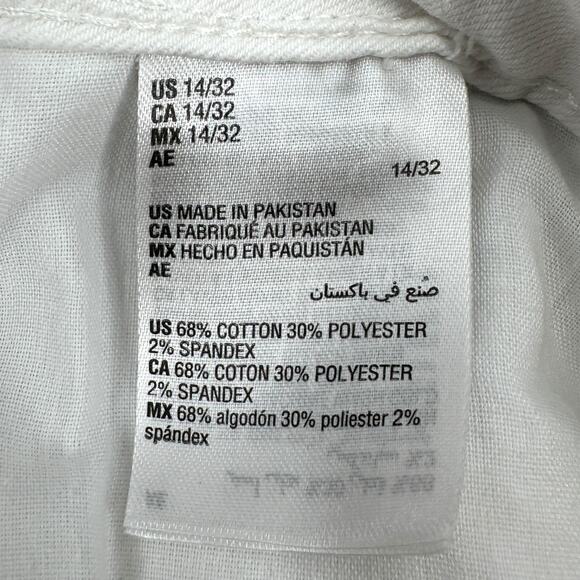 US 14/32
CA 14/32
MX 14/32
AE
14/32
US MADE IN PAKISTAN
CA FABRIQUÉ AU PAKISTAN
MX HECHO EN PAQUISTÁN
AE
صُنع في باكستان
US 68% COTTON 30% POLYESTER
2% SPANDEX
CA 68% COTON 30% POLYESTER
2% SPANDEX
MX 68% algodón 30% poliester 2%
spándex